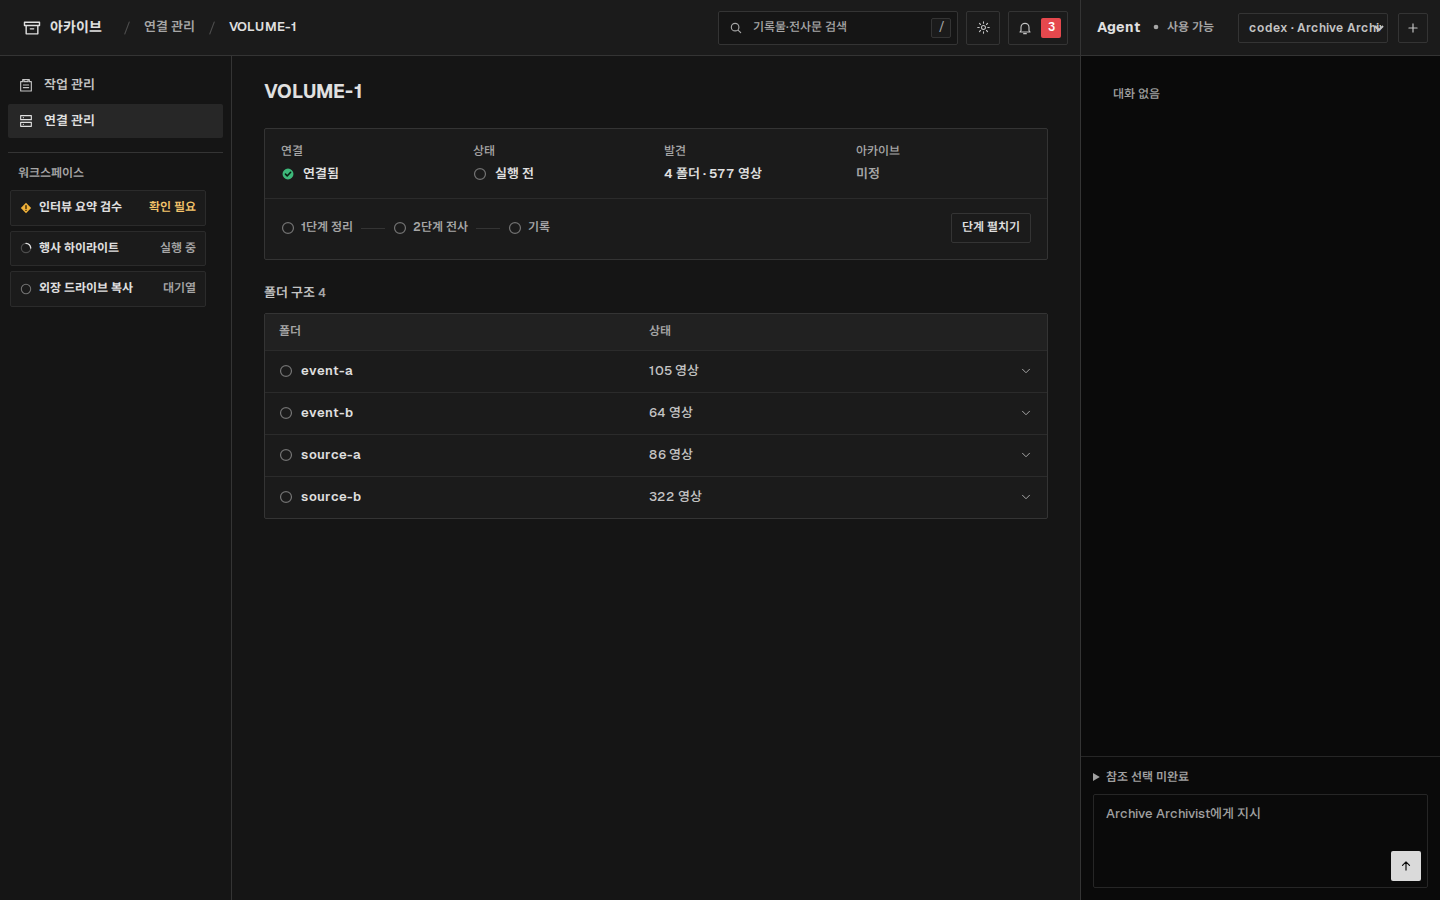 아카이브 / 연결 관리 / VOLUME-1
기록물·전사문 검색 /
3
Agent • 사용 가능
codex · Archive Archi
작업 관리
연결 관리
워크스페이스
인터뷰 요약 검수 확인 필요
행사 하이라이트 실행 중
외장 드라이브 복사 대기열
VOLUME-1
연결 상태 발견 아카이브
연결됨 실행 전 4 폴더 · 577 영상 미정
1단계 정리 2단계 전사 기록 단계 펼치기
폴더 구조 4
폴더 상태
event-a 105 영상
event-b 64 영상
source-a 86 영상
source-b 322 영상
대화 없음
참조 선택 미완료
Archive Archivist에게 지시